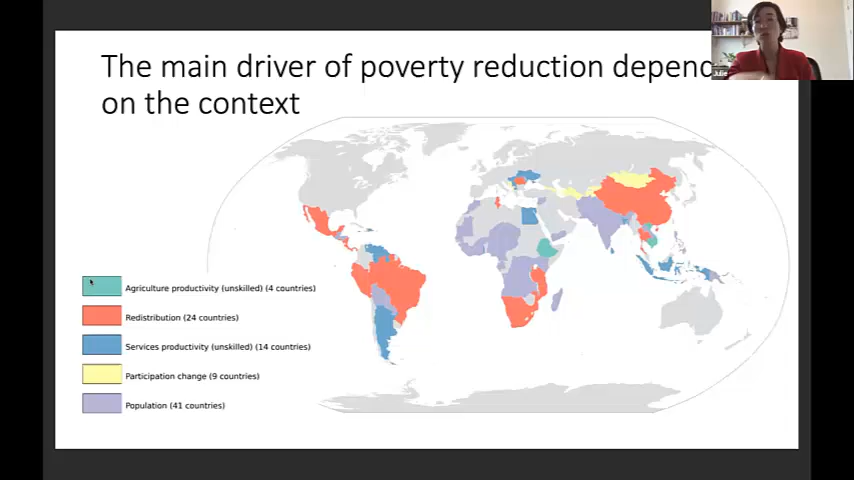 The main driver of poverty reduction depend
on the context
Julie
Agriculture productivity (unskilled) (4 countries)
Redistribution (24 countries)
Services productivity (unskilled) (14 countries)
Participation change (9 countries)
Population (41 countries)